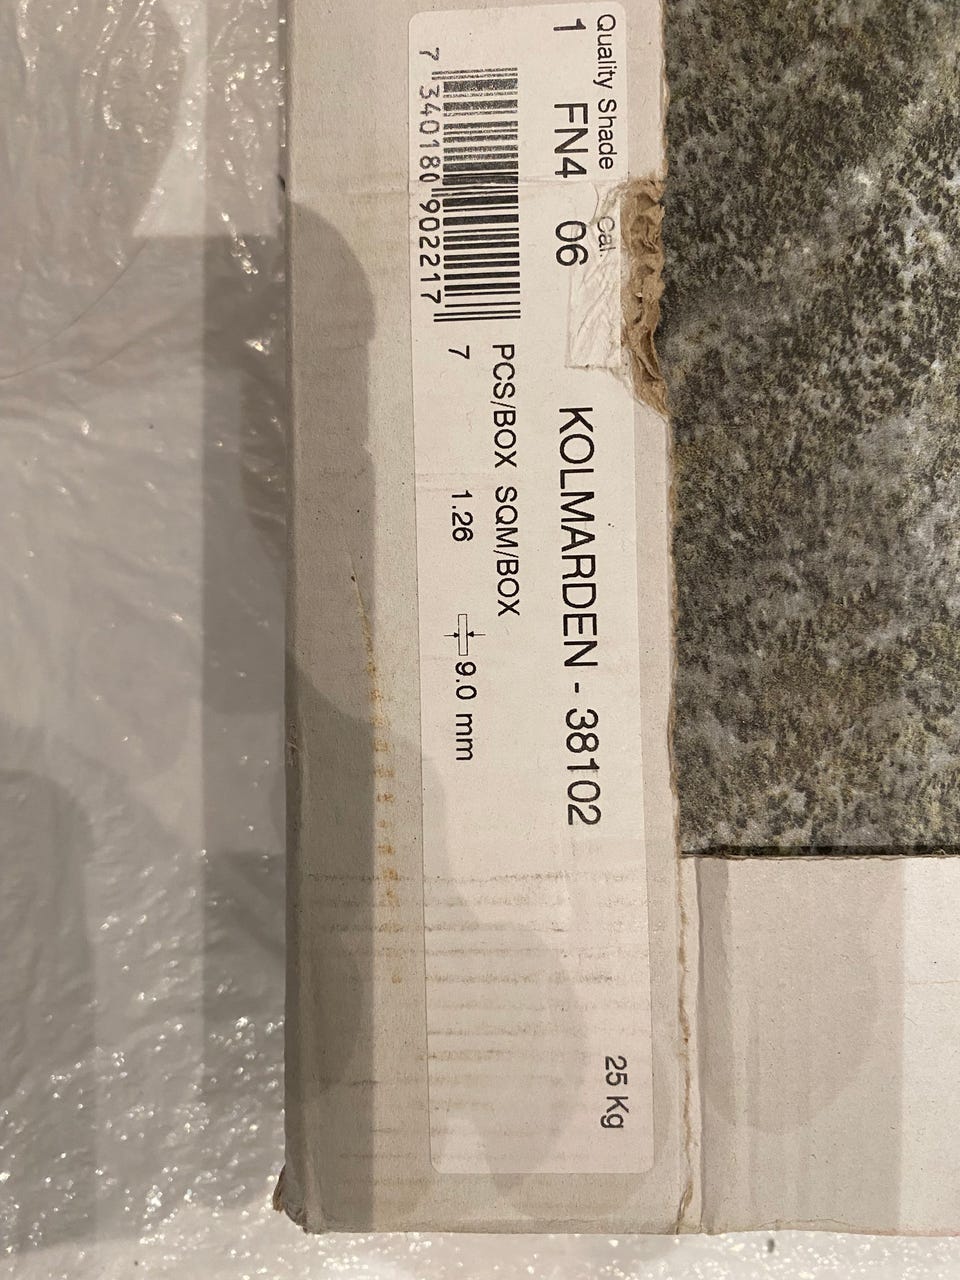 Quality Shade Cal.
1 FN4 06
KOLMARDEN - 38102
25 Kg
PCS/BOX SQM/BOX
7 1.26 9.0 mm
7 340180 902217